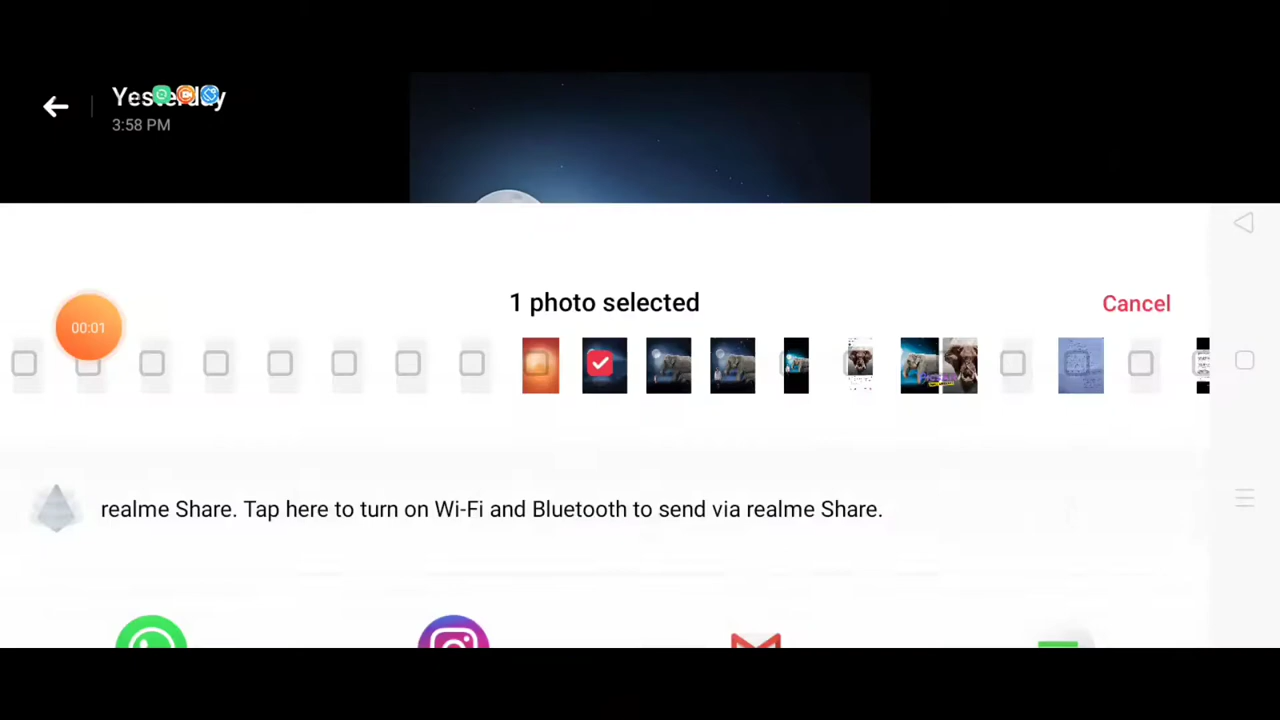 Yesterday
3:58 PM
1 photo selected
Cancel
00:01
realme Share. Tap here to turn on Wi-Fi and Bluetooth to send via realme Share.